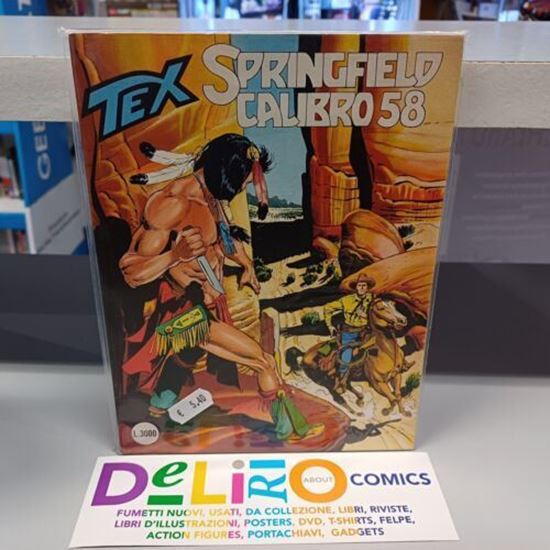 TEX
SPRINGFIELD
CALIBRO 58
€ 5,40
L.3000
DeLiRiO ABOUT COMICS
FUMETTI NUOVI, USATI, DA COLLEZIONE, LIBRI, RIVISTE,
LIBRI D'ILLUSTRAZIONI, POSTERS, DVD, T-SHIRTS, FELPE,
ACTION FIGURES, PORTACHIAVI, GADGETS